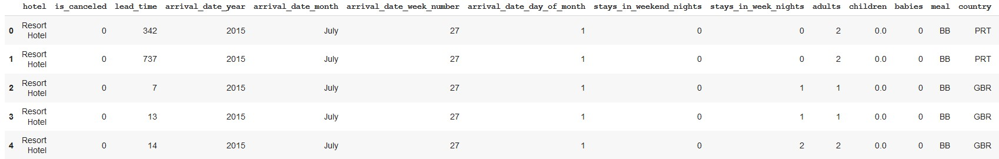 hotel is_canceled lead_time arrival_date_year arrival_date_month arrival_date_week_number arrival_date_day_of_month stays_in_weekend_nights stays_in_week_nights adults children babies meal country
0 Resort Hotel 0 342 2015 July 27 1 0 0 2 0.0 0 BB PRT
1 Resort Hotel 0 737 2015 July 27 1 0 0 2 0.0 0 BB PRT
2 Resort Hotel 0 7 2015 July 27 1 0 1 1 0.0 0 BB GBR
3 Resort Hotel 0 13 2015 July 27 1 0 1 1 0.0 0 BB GBR
4 Resort Hotel 0 14 2015 July 27 1 0 2 2 0.0 0 BB GBR